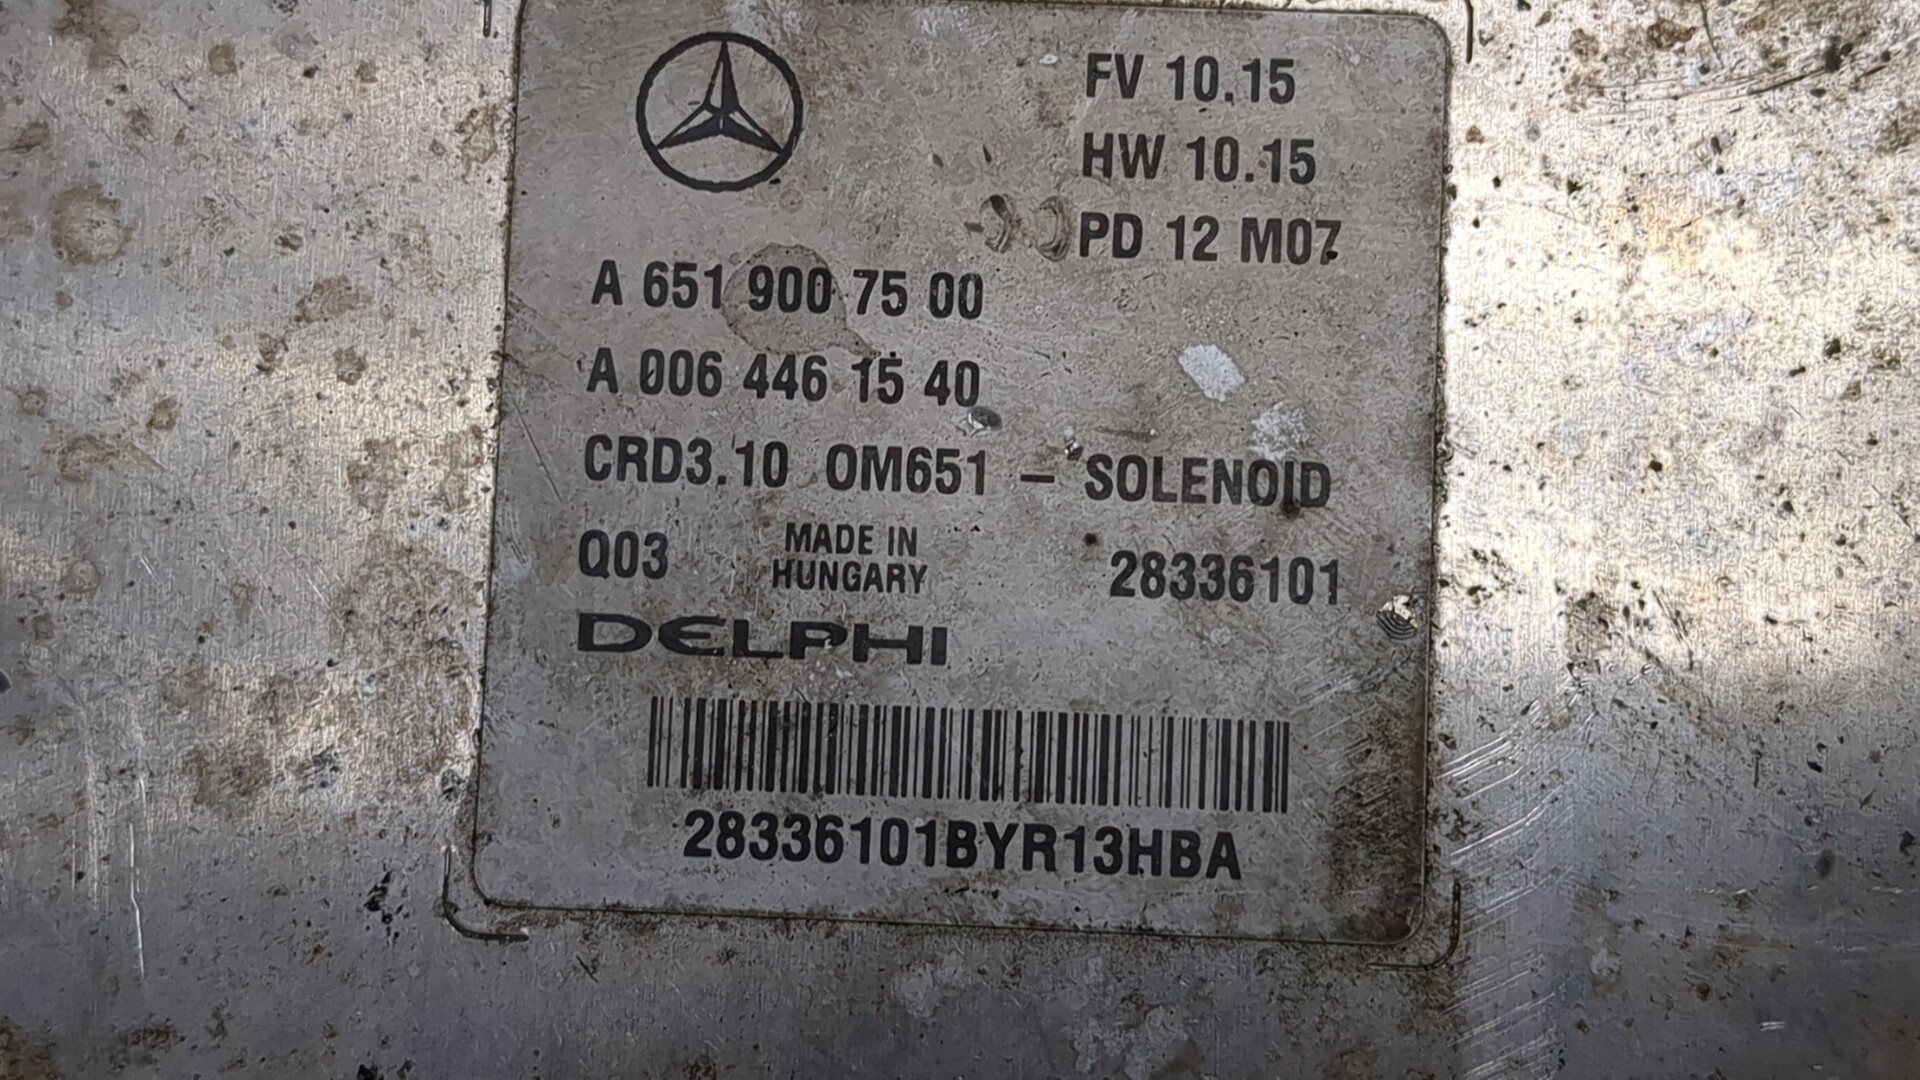 FV 10.15
HW 10.15
PD 12 M07
A 651 900 75 00
A 006 446 15 40
CRD3.10 OM651 - SOLENOID
Q03 MADE IN HUNGARY 28336101
DELPHI
28336101BYR13HBA